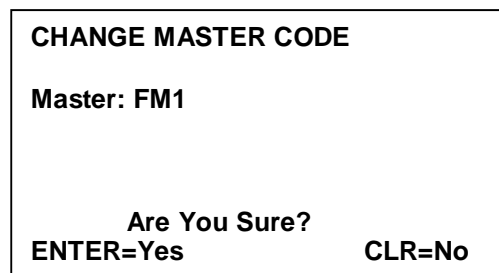 CHANGE MASTER CODE
Master: FM1
Are You Sure?
ENTER=Yes CLR=No